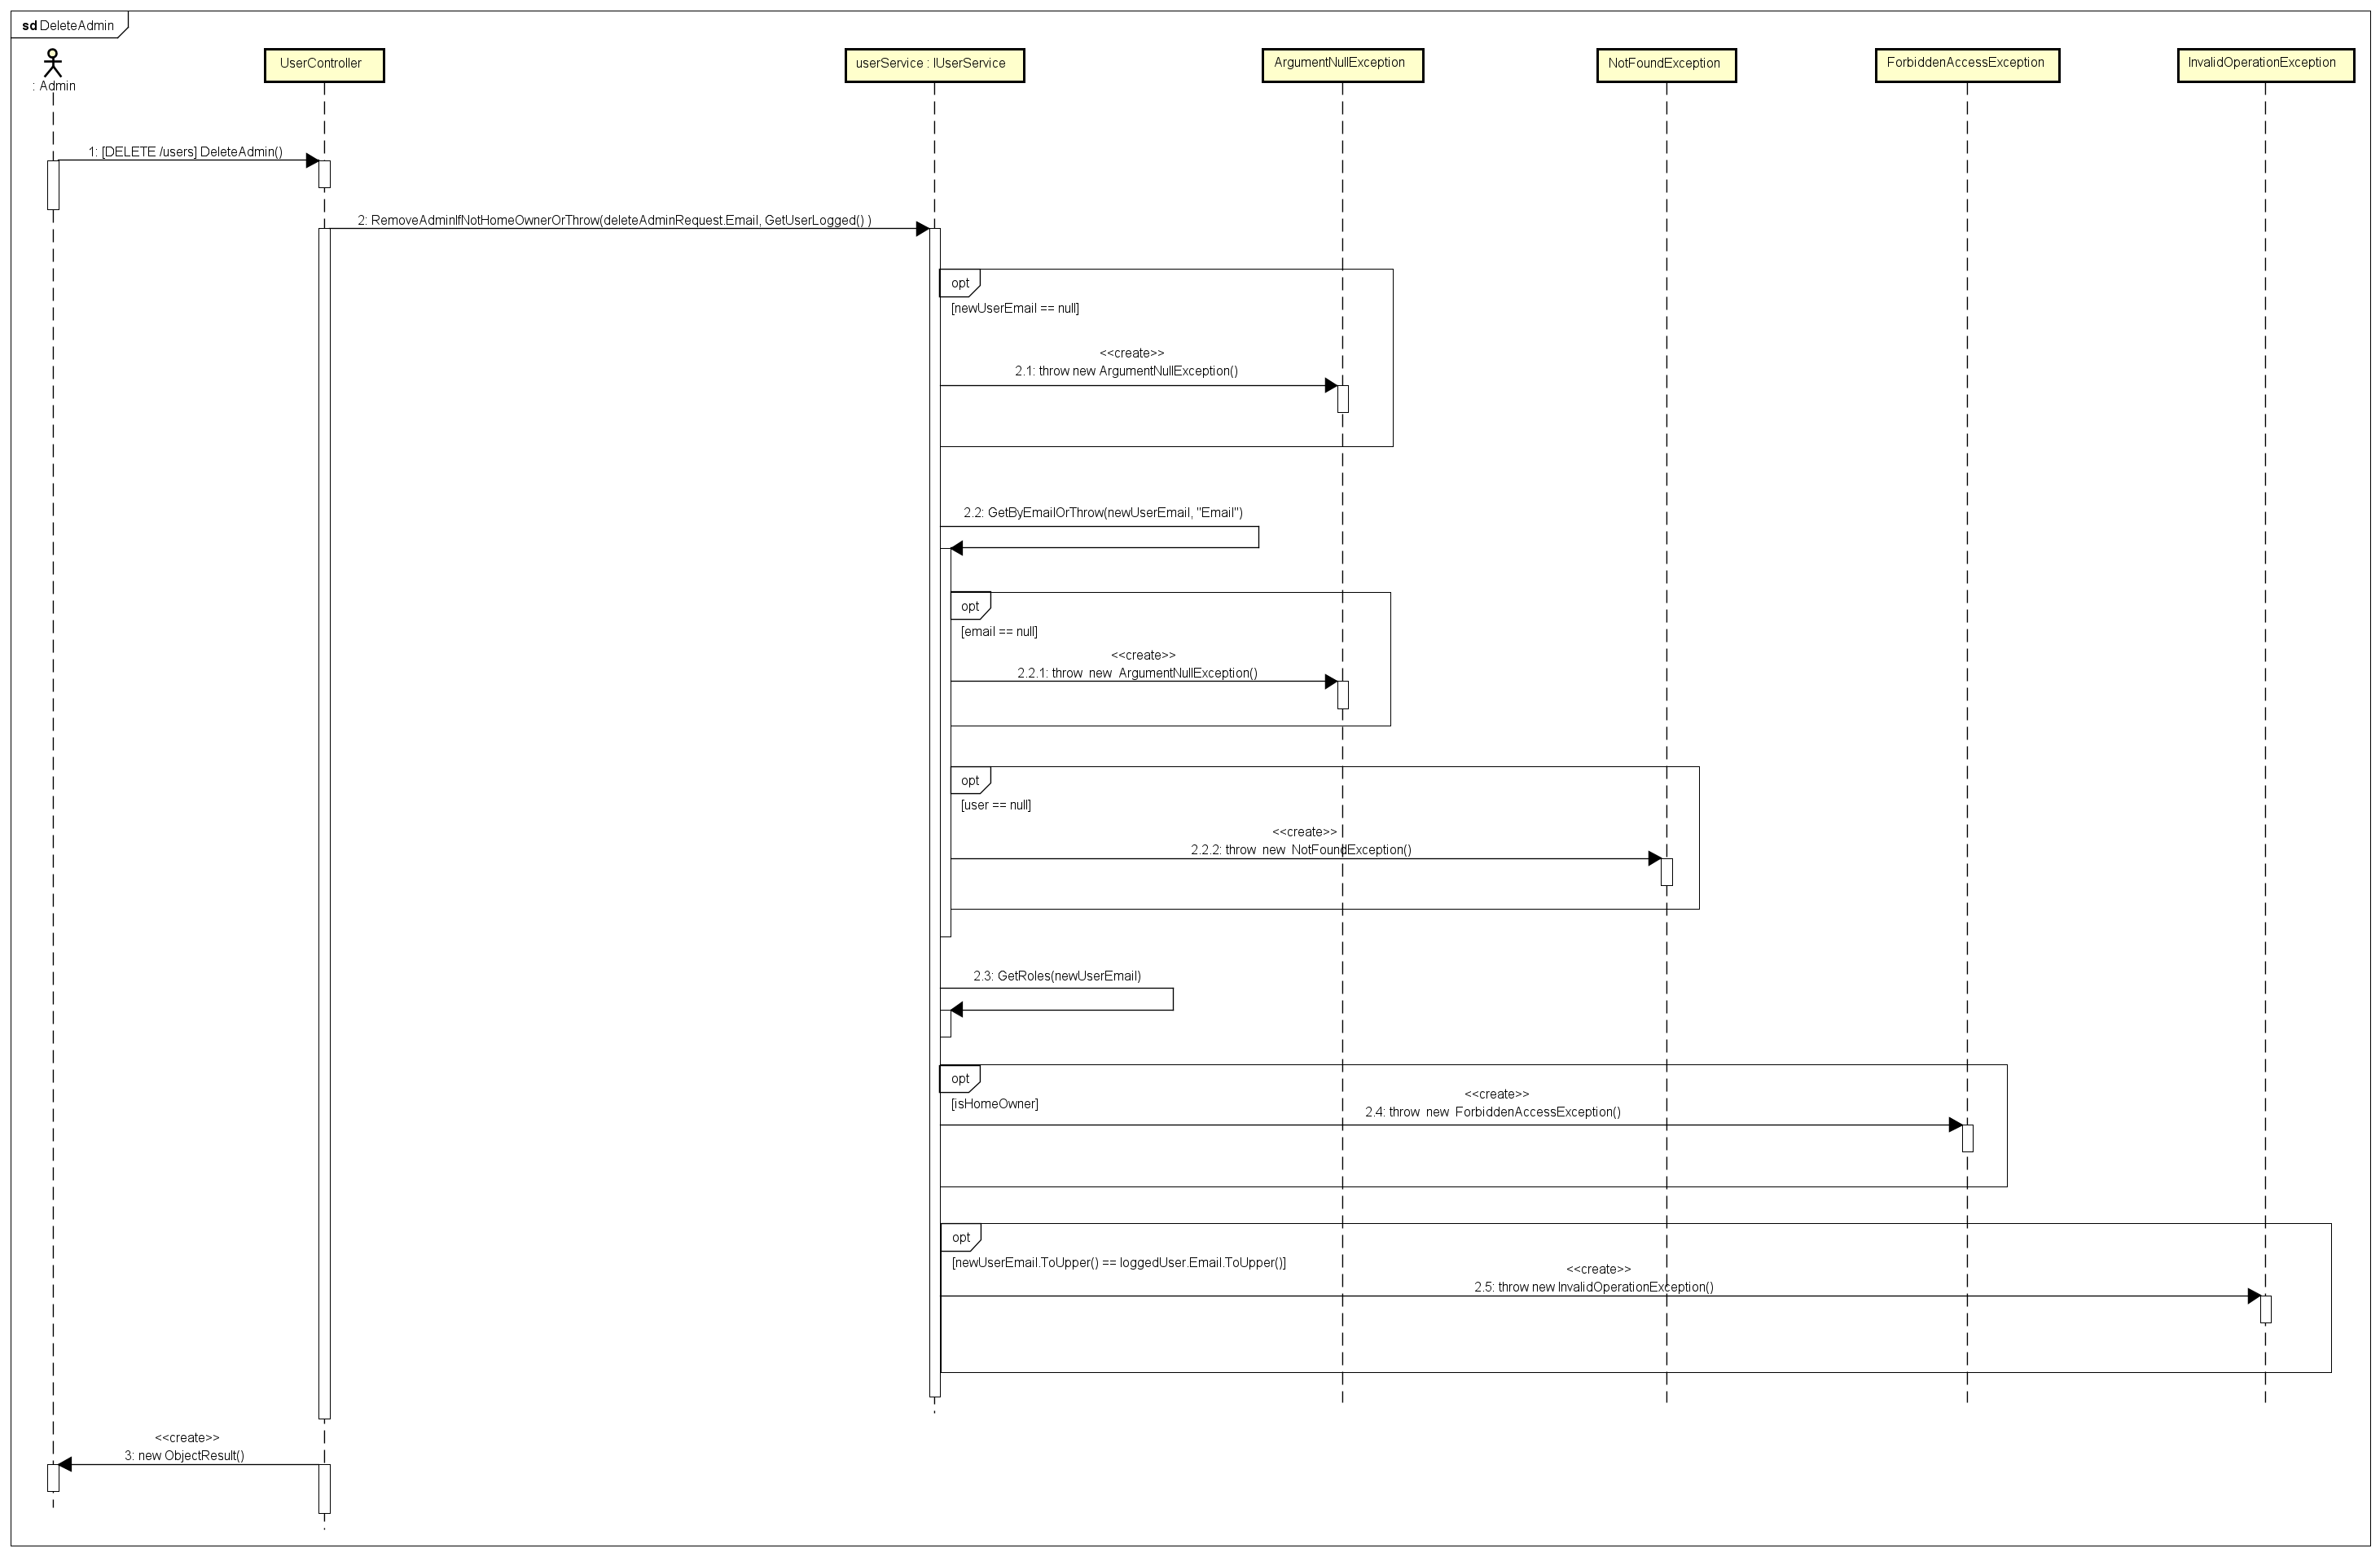 sd DeleteAdmin
: Admin
UserController
userService : IUserService
ArgumentNullException
NotFoundException
ForbiddenAccessException
InvalidOperationException
1: [DELETE /users] DeleteAdmin()
2: RemoveAdminIfNotHomeOwnerOrThrow(deleteAdminRequest.Email, GetUserLogged() )
opt
[newUserEmail == null]
<<create>>
2.1: throw new ArgumentNullException()
2.2: GetByEmailOrThrow(newUserEmail, "Email")
opt
[email == null]
<<create>>
2.2.1: throw new ArgumentNullException()
opt
[user == null]
<<create>>
2.2.2: throw new NotFoundException()
2.3: GetRoles(newUserEmail)
opt
[isHomeOwner]
<<create>>
2.4: throw new ForbiddenAccessException()
opt
[newUserEmail.ToUpper() == loggedUser.Email.ToUpper()]
<<create>>
2.5: throw new InvalidOperationException()
<<create>>
3: new ObjectResult()